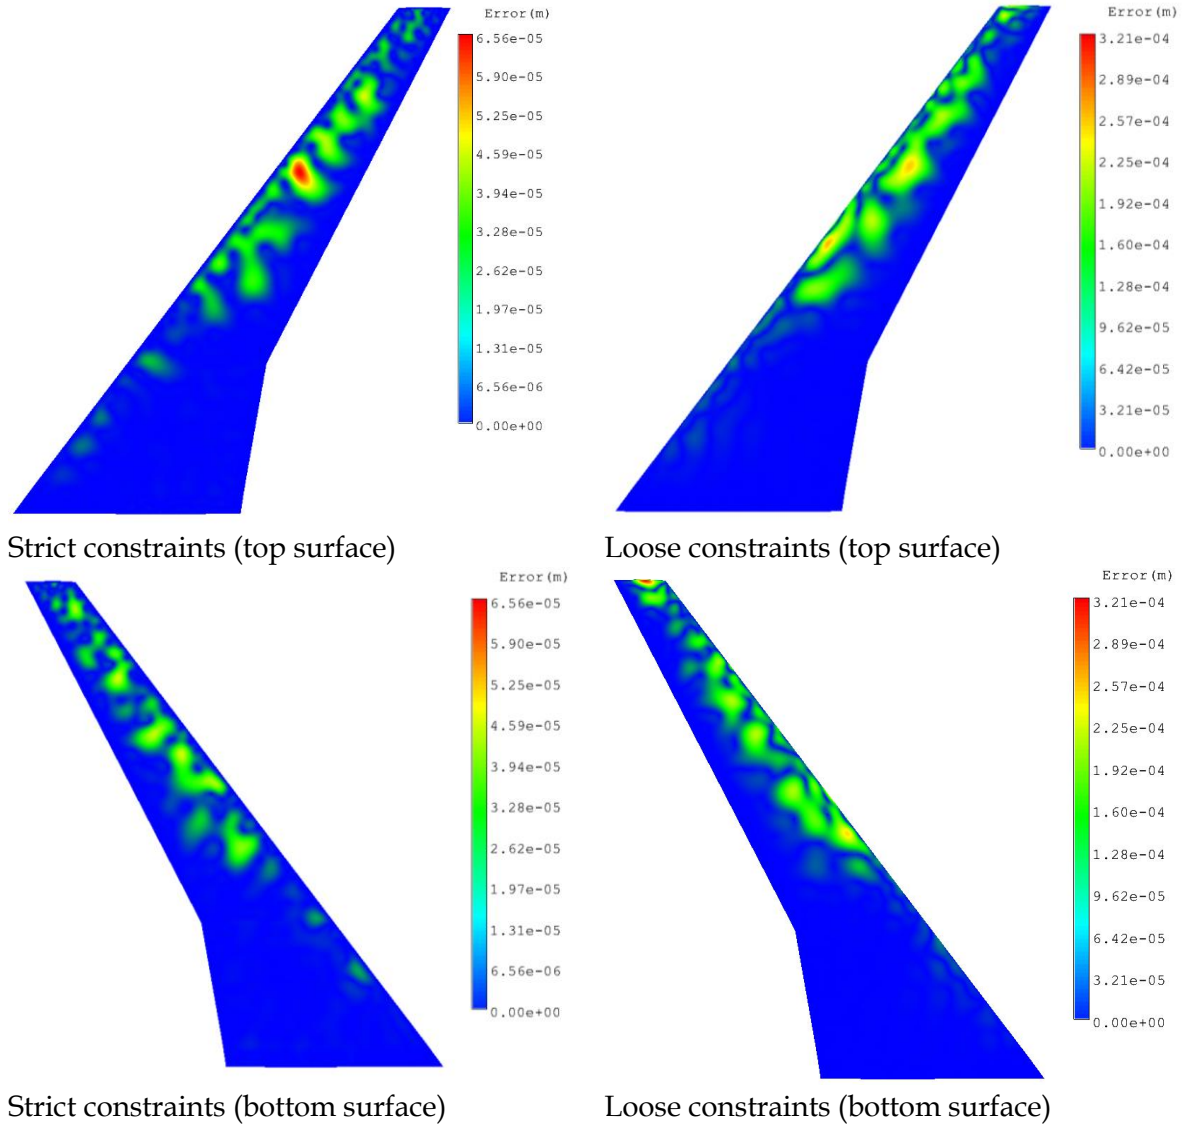 Error(m)
6.56e-05
5.90e-05
5.25e-05
4.59e-05
3.94e-05
3.28e-05
2.62e-05
1.97e-05
1.31e-05
6.56e-06
0.00e+00
Strict constraints (top surface)
Error(m)
3.21e-04
2.89e-04
2.57e-04
2.25e-04
1.92e-04
1.60e-04
1.28e-04
9.62e-05
6.42e-05
3.21e-05
0.00e+00
Loose constraints (top surface)
Error(m)
6.56e-05
5.90e-05
5.25e-05
4.59e-05
3.94e-05
3.28e-05
2.62e-05
1.97e-05
1.31e-05
6.56e-06
0.00e+00
Strict constraints (bottom surface)
Error(m)
3.21e-04
2.89e-04
2.57e-04
2.25e-04
1.92e-04
1.60e-04
1.28e-04
9.62e-05
6.42e-05
3.21e-05
0.00e+00
Loose constraints (bottom surface)